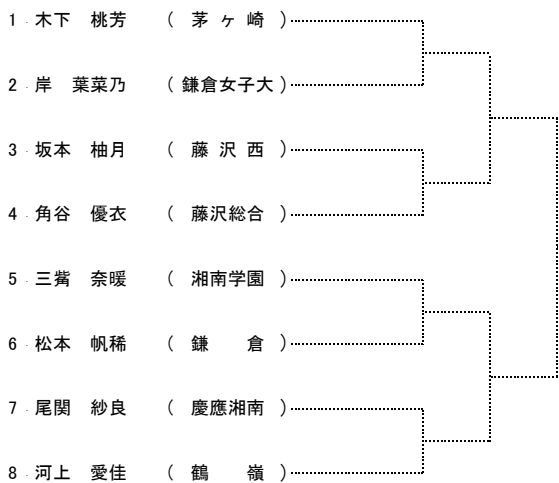 1 木下 桃芳 ( 茅ヶ崎 )
2 岸 葉菜乃 ( 鎌倉女子大 )
3 坂本 柚月 ( 藤沢西 )
4 角谷 優衣 ( 藤沢総合 )
5 三觜 奈暖 ( 湘南学園 )
6 松本 帆稀 ( 鎌倉 )
7 尾関 紗良 ( 慶應湘南 )
8 河上 愛佳 ( 鶴嶺 )